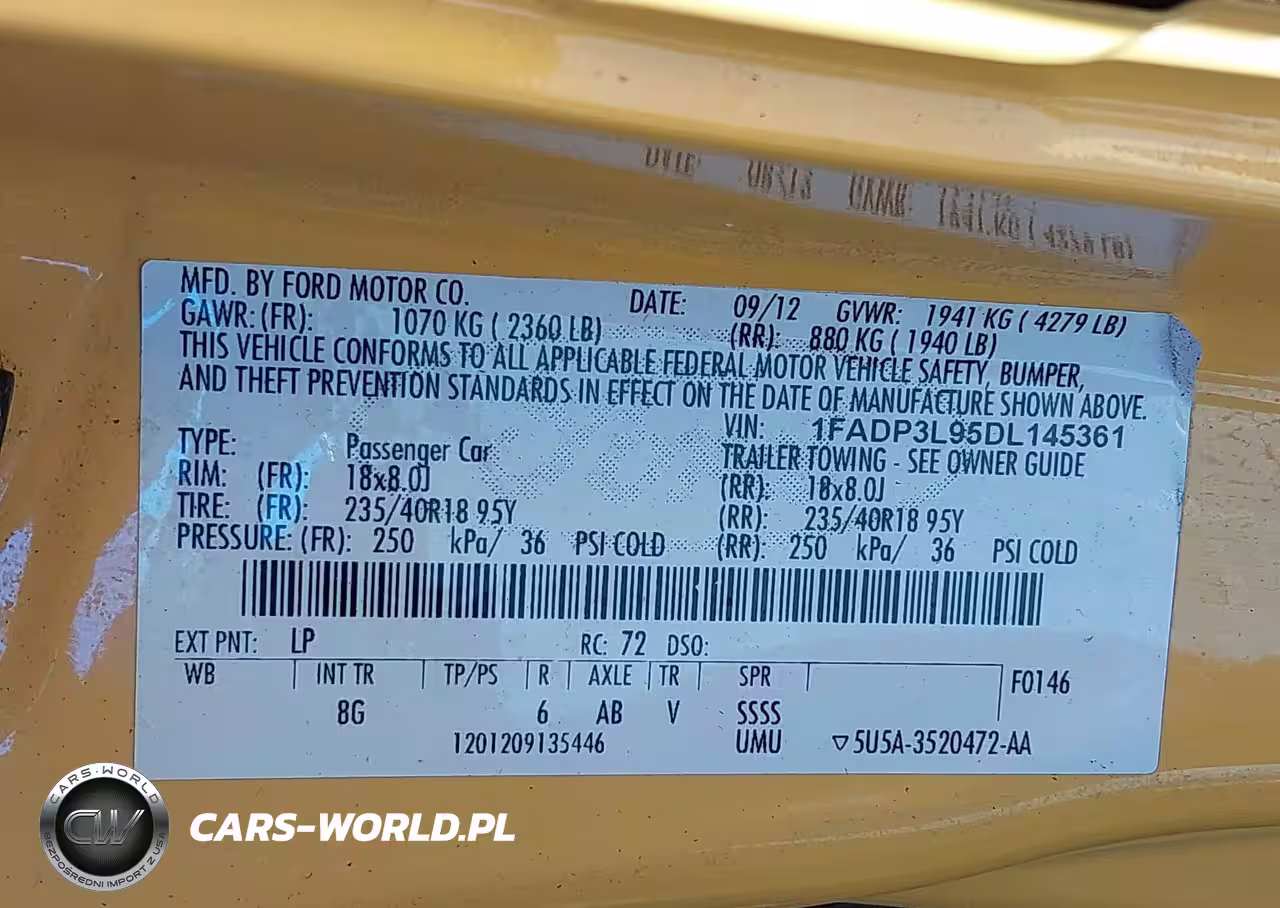 MFD. BY FORD MOTOR CO. DATE: 09/12 GVWR: 1941 KG ( 4279 LB)
GAWR: (FR): 1070 KG ( 2360 LB) (RR): 880 KG ( 1940 LB)
THIS VEHICLE CONFORMS TO ALL APPLICABLE FEDERAL MOTOR VEHICLE SAFETY, BUMPER,
AND THEFT PREVENTION STANDARDS IN EFFECT ON THE DATE OF MANUFACTURE SHOWN ABOVE.
VIN: 1FADP3L95DL145361
TYPE: Passenger Car TRAILER TOWING - SEE OWNER GUIDE
RIM: (FR): 18x8.0J (RR): 18x8.0J
TIRE: (FR): 235/40R18 95Y (RR): 235/40R18 95Y
PRESSURE: (FR): 250 kPa/ 36 PSI COLD (RR): 250 kPa/ 36 PSI COLD
EXT PNT: LP RC: 72 DSO:
WB INT TR TP/PS R AXLE TR SPR F0146
8G 6 AB V SSSS
1201209135446 UMU ▽5U5A-3520472-AA
CARS-WORLD
CW
BEZPOŚREDNI IMPORT Z USA
CARS-WORLD.PL